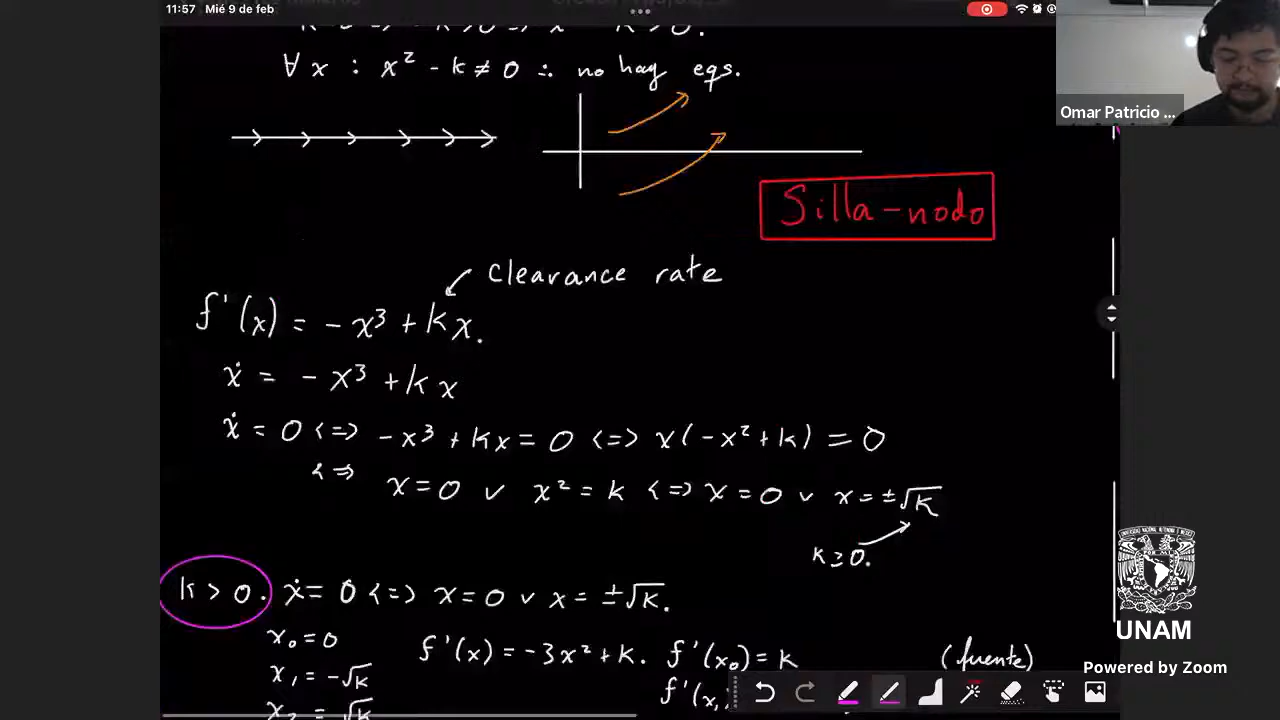 11:57 Mié 9 de feb
Omar Patricio ...
∀ x : x² - k ≠ 0 ∴ no hay eqs.
Silla-nodo
Clearance rate
f'(x) = -x³ + kx.
ẋ = -x³ + kx
ẋ = 0 <=> -x³ + kx = 0 <=> x(-x² + k) = 0
<=> x = 0 ∨ x² = k <=> x = 0 ∨ x = ±√k
k ≥ 0.
k > 0. ẋ = 0 <=> x = 0 ∨ x = ±√k.
x₀ = 0
f'(x) = -3x² + k. f'(x₀) = k (fuente)
x₁ = -√k
f'(x₁
x₂ = √k
UNAM
Powered by Zoom